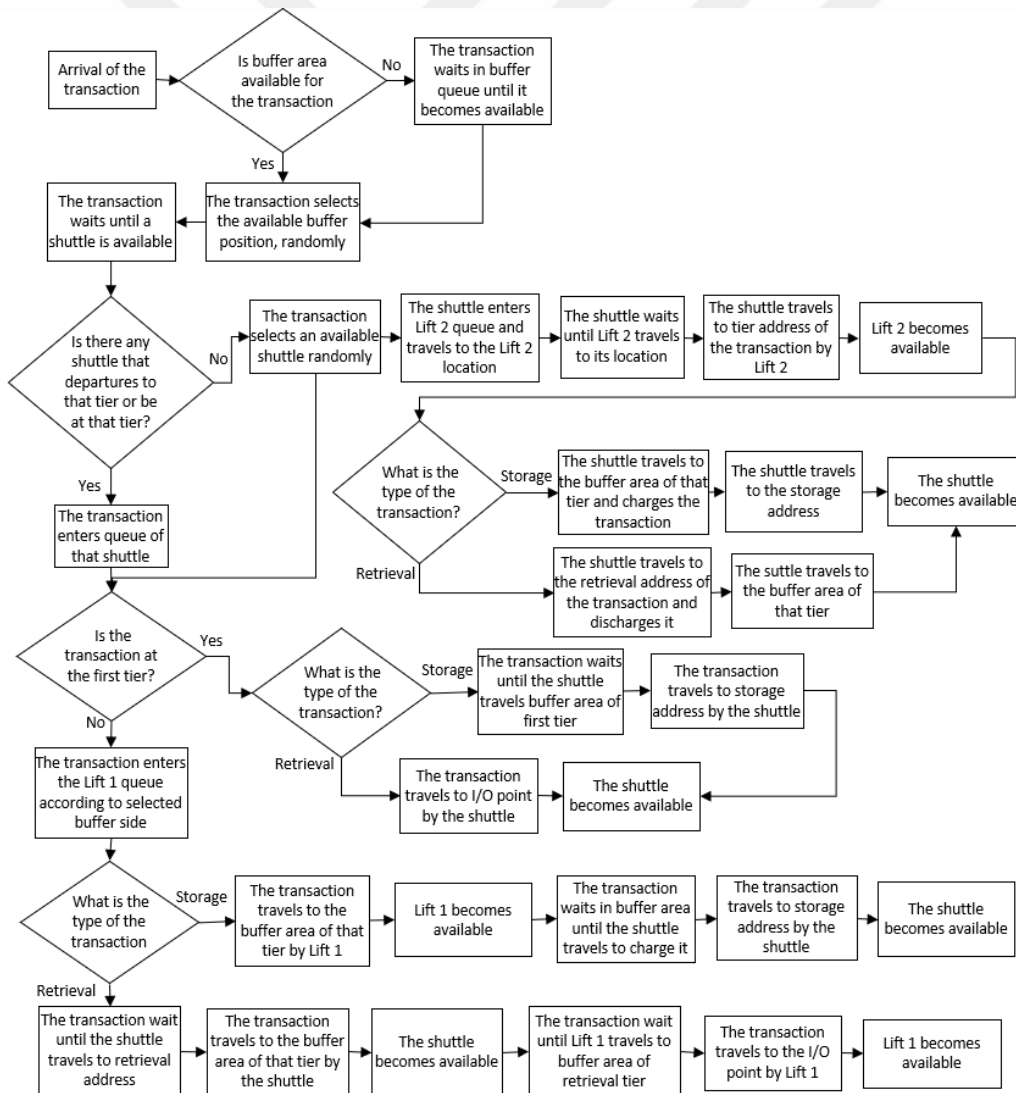 Arrival of the
transaction
Is buffer area
available for
the transaction
No
The transaction
waits in buffer
queue until it
becomes available
Yes
The transaction
waits until a
shuttle is available
The transaction selects
the available buffer
position, randomly
Is there any
shuttle that
departures to
that tier or be
at that tier?
No
The transaction
selects an available
shuttle randomly
The shuttle enters
Lift 2 queue and
travels to the Lift 2
location
The shuttle waits
until Lift 2 travels
to its location
The shuttle travels
to tier address of
the transaction by
Lift 2
Lift 2 becomes
available
Yes
The transaction
enters queue of
that shuttle
What is the
type of the
transaction?
Storage
The shuttle travels to
the buffer area of that
tier and charges the
transaction
The shuttle travels
to the storage
address
The shuttle
becomes available
Retrieval
The shuttle travels to
the retrieval address of
the transaction and
discharges it
The suttle travels to
the buffer area of
that tier
Is the
transaction at
the first tier?
Yes
What is the
type of the
transaction?
Storage
The transaction waits
until the shuttle
travels buffer area of
first tier
The transaction
travels to storage
address by the shuttle
No
Retrieval
The transaction
travels to I/O point
by the shuttle
The shuttle
becomes available
The transaction enters
the Lift 1 queue
according to selected
buffer side
What is the
type of the
transaction
Storage
The transaction
travels to the
buffer area of that
tier by Lift 1
Lift 1 becomes
available
The transaction
waits in buffer area
until the shuttle
travels to charge it
The transaction
travels to storage
address by the
shuttle
The shuttle
becomes available
Retrieval
The transaction wait
until the shuttle
travels to retrieval
address
The transaction
travels to the buffer
area of that tier by
the shuttle
The shuttle
becomes available
The transaction wait
until Lift 1 travels to
buffer area of
retrieval tier
The transaction
travels to the I/O
point by Lift 1
Lift 1 becomes
available